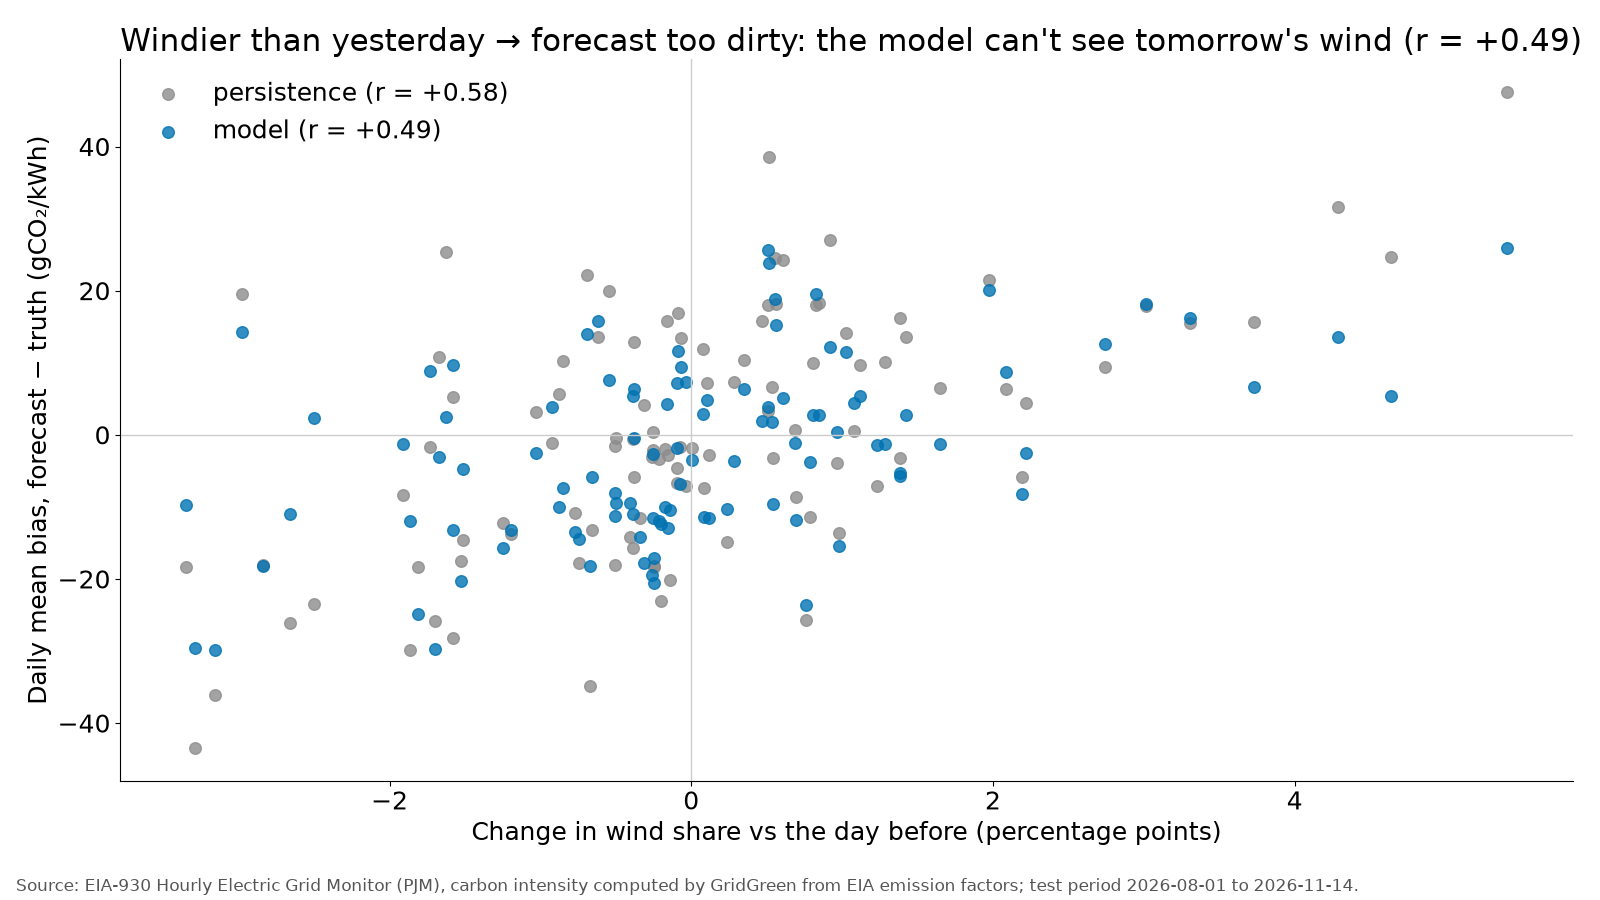 Windier than yesterday → forecast too dirty: the model can't see tomorrow's wind (r = +0.49)
persistence (r = +0.58)
model (r = +0.49)
Daily mean bias, forecast − truth (gCO₂/kWh)
40
20
0
−20
−40
−2
0
2
4
Change in wind share vs the day before (percentage points)
Source: EIA-930 Hourly Electric Grid Monitor (PJM), carbon intensity computed by GridGreen from EIA emission factors; test period 2026-08-01 to 2026-11-14.